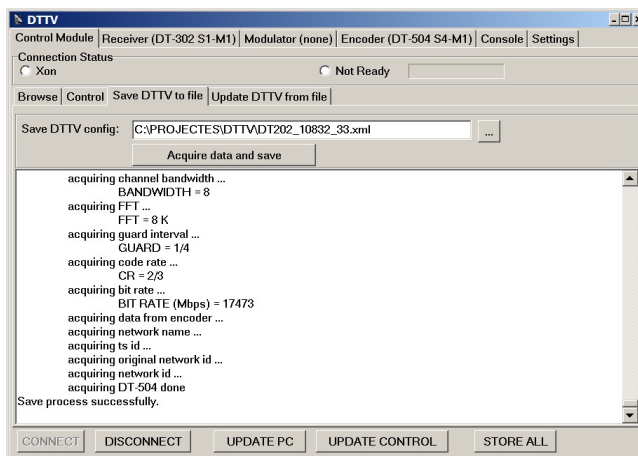 DTTV
Control Module Receiver (DT-302 S1-M1) Modulator (none) Encoder (DT-504 S4-M1) Console Settings
Connection Status
Xon Not Ready
Browse Control Save DTTV to file Update DTTV from file
Save DTTV config: C:\PROJECTES\DTTV\DT202_10832_33.xml ...
Acquire data and save
acquiring channel bandwidth ...
BANDWIDTH = 8
acquiring FFT ...
FFT = 8 K
acquiring guard interval ...
GUARD = 1/4
acquiring code rate ...
CR = 2/3
acquiring bit rate ...
BIT RATE (Mbps) = 17473
acquiring data from encoder ...
acquiring network name ...
acquiring ts id ...
acquiring original network id ...
acquiring network id ...
acquiring DT-504 done
Save process successfully.
CONNECT DISCONNECT UPDATE PC UPDATE CONTROL STORE ALL